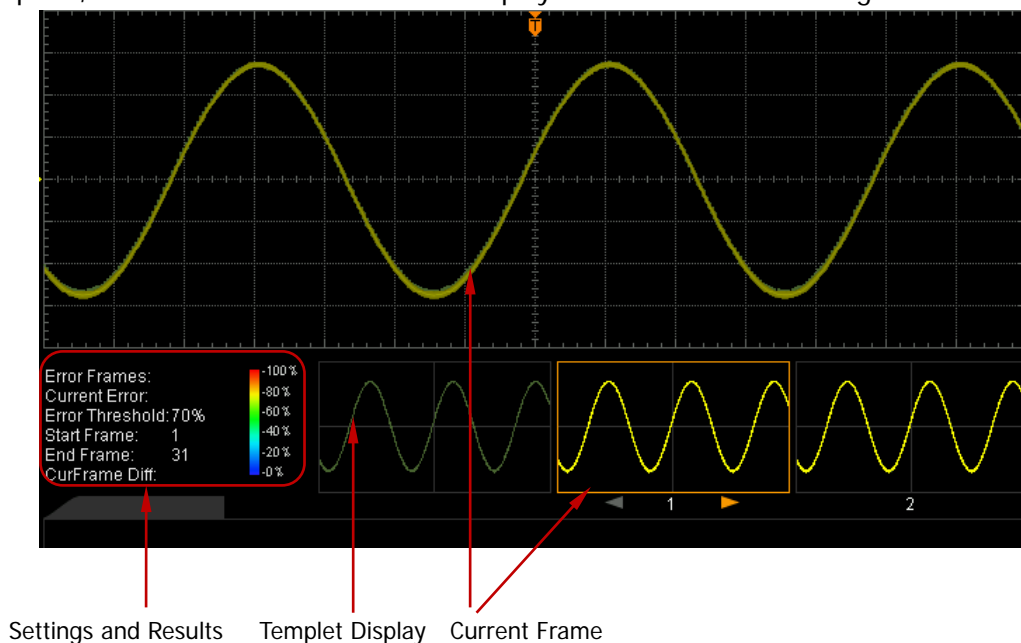 T
Error Frames:
Current Error:
Error Threshold:70%
Start Frame: 1
End Frame: 31
CurFrame Diff:
-100%
-80%
-60%
-40%
-20%
-0%
1
2
Settings and Results Templet Display Current Frame